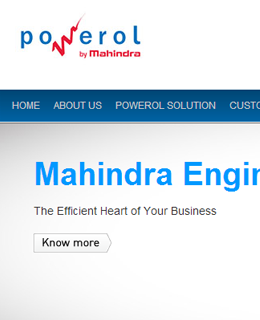 powerol
by Mahindra
HOME ABOUT US POWEROL SOLUTION CUSTO
Mahindra Engin
The Efficient Heart of Your Business
Know more